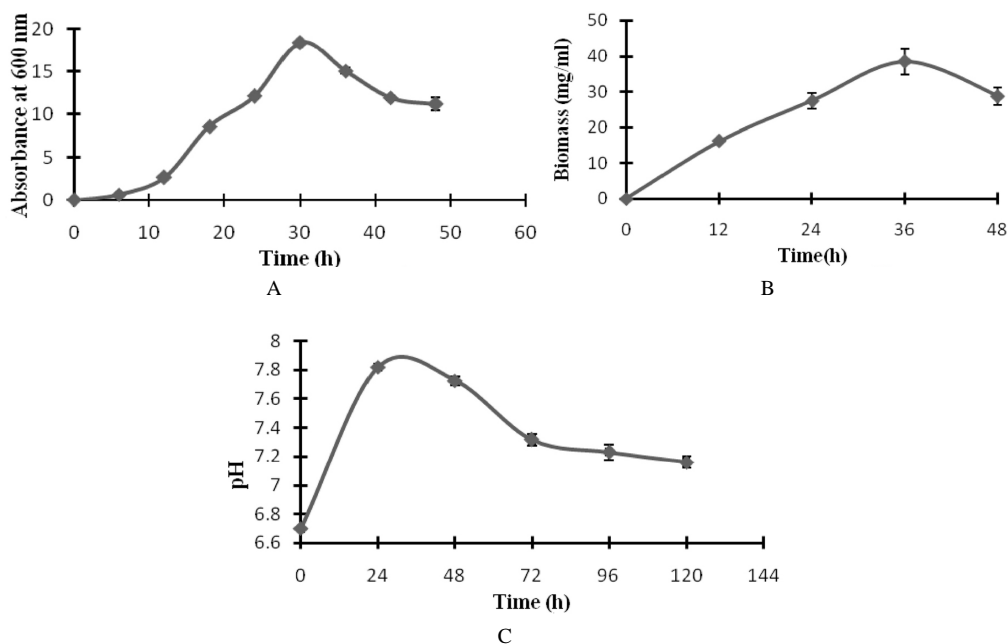 Absorbance at 600 nm
20
15
10
5
0
0 10 20 30 40 50 60
Time (h)
A
Biomass (mg/ml)
50
40
30
20
10
0
0 12 24 36 48
Time(h)
B
pH
8
7.8
7.6
7.4
7.2
7
6.8
6.6
0 24 48 72 96 120 144
Time (h)
C